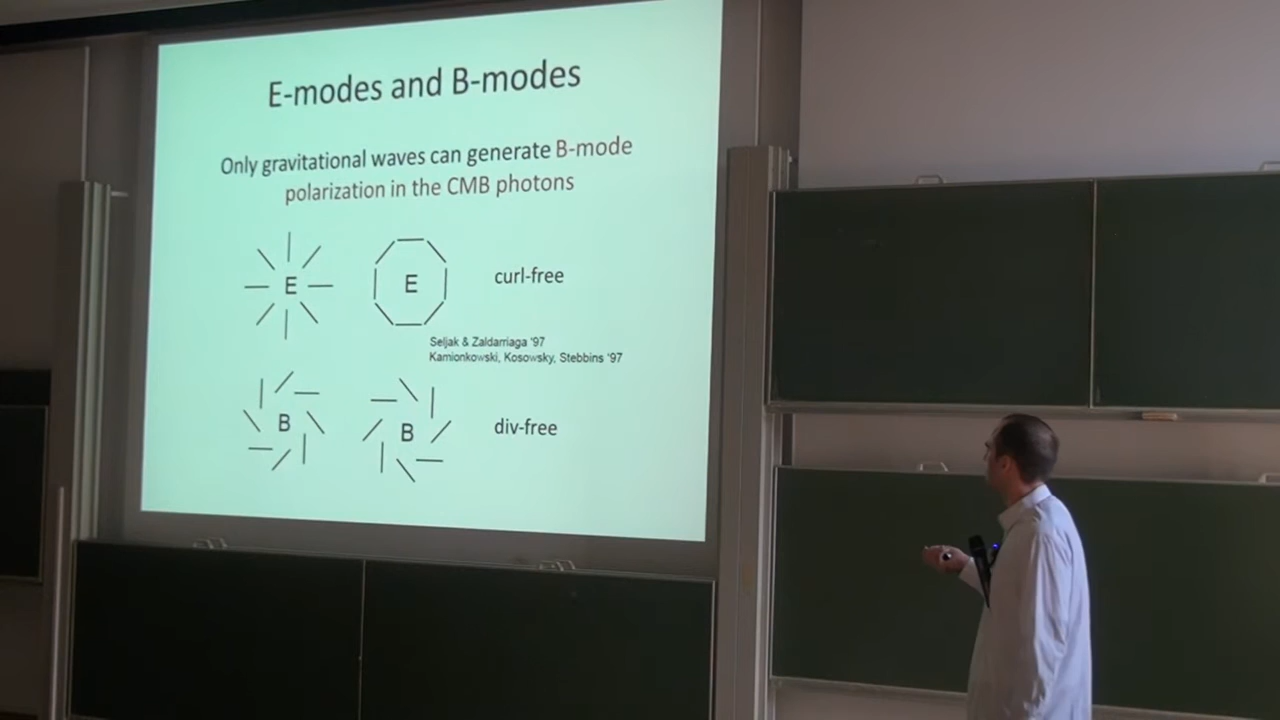 E-modes and B-modes
Only gravitational waves can generate B-mode
polarization in the CMB photons
E E curl-free
Seljak & Zaldarriaga '97
Kamionkowski, Kosowsky, Stebbins '97
B B div-free